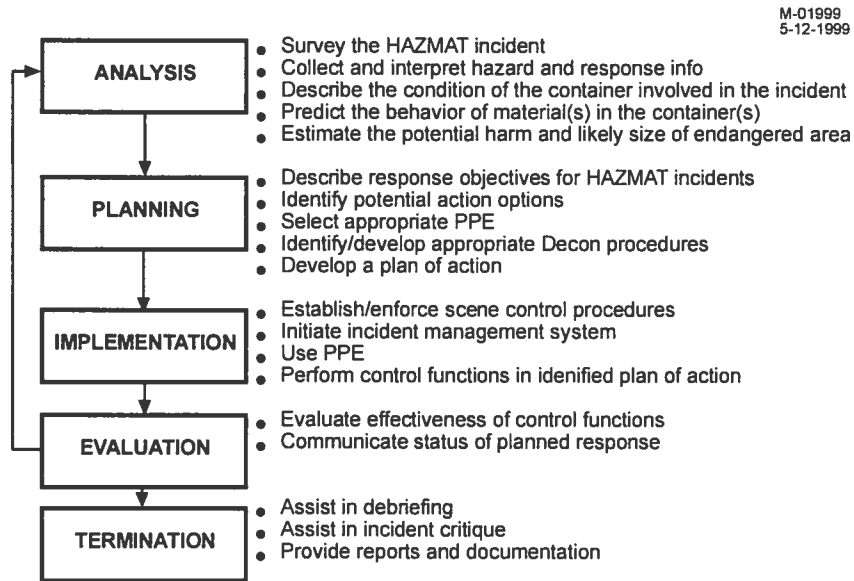 M-01999
5-12-1999
ANALYSIS
• Survey the HAZMAT incident
• Collect and interpret hazard and response info
• Describe the condition of the container involved in the incident
• Predict the behavior of material(s) in the container(s)
• Estimate the potential harm and likely size of endangered area
PLANNING
• Describe response objectives for HAZMAT incidents
• Identify potential action options
• Select appropriate PPE
• Identify/develop appropriate Decon procedures
• Develop a plan of action
IMPLEMENTATION
• Establish/enforce scene control procedures
• Initiate incident management system
• Use PPE
• Perform control functions in idenified plan of action
EVALUATION
• Evaluate effectiveness of control functions
• Communicate status of planned response
TERMINATION
• Assist in debriefing
• Assist in incident critique
• Provide reports and documentation